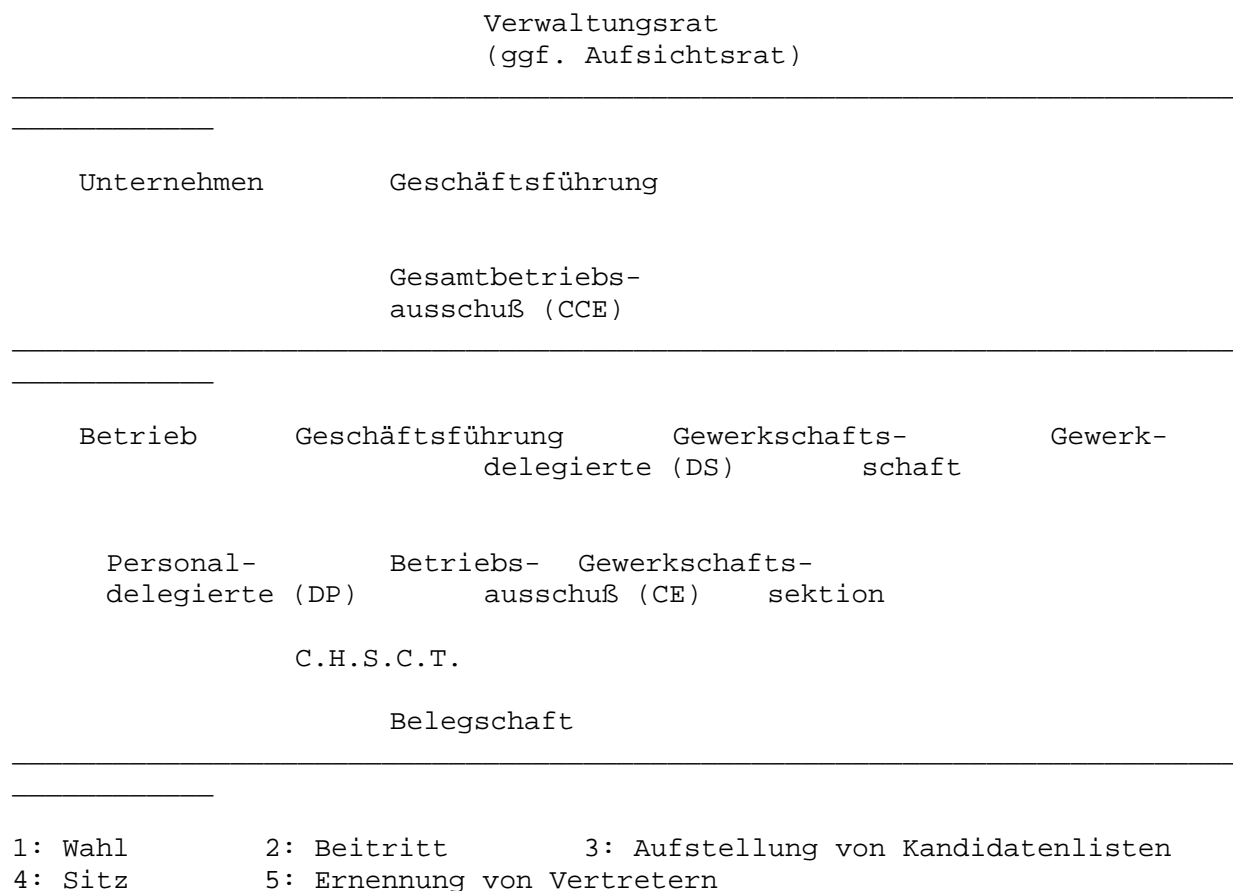 Verwaltungsrat
(ggf. Aufsichtsrat)
Unternehmen Geschäftsführung
Gesamtbetriebs-
ausschuß (CCE)
Betrieb Geschäftsführung Gewerkschafts- Gewerk-
delegierte (DS) schaft
Personal- Betriebs- Gewerkschafts-
delegierte (DP) ausschuß (CE) sektion
C.H.S.C.T.
Belegschaft
1: Wahl 2: Beitritt 3: Aufstellung von Kandidatenlisten
4: Sitz 5: Ernennung von Vertretern